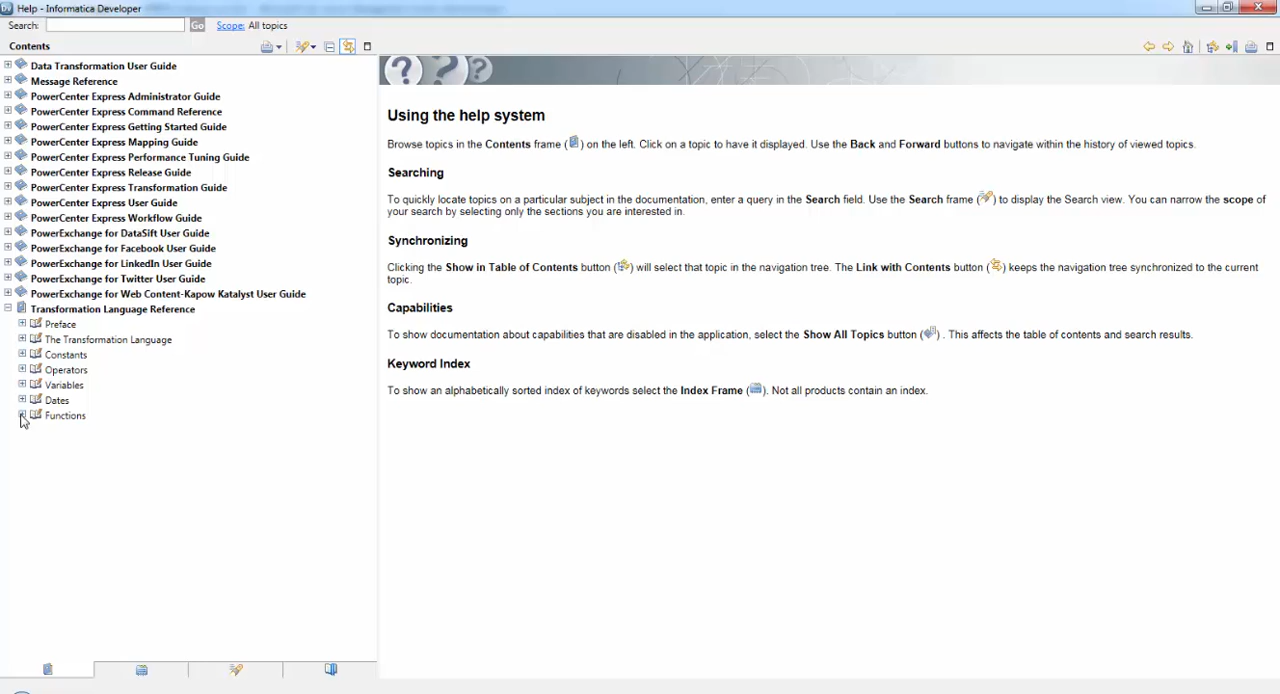 Dv Help - Informatica Developer
Search: Go Scope: All topics
Contents
Data Transformation User Guide
Message Reference
PowerCenter Express Administrator Guide
PowerCenter Express Command Reference
PowerCenter Express Getting Started Guide
PowerCenter Express Mapping Guide
PowerCenter Express Performance Tuning Guide
PowerCenter Express Release Guide
PowerCenter Express Transformation Guide
PowerCenter Express User Guide
PowerCenter Express Workflow Guide
PowerExchange for DataSift User Guide
PowerExchange for Facebook User Guide
PowerExchange for LinkedIn User Guide
PowerExchange for Twitter User Guide
PowerExchange for Web Content-Kapow Katalyst User Guide
Transformation Language Reference
Preface
The Transformation Language
Constants
Operators
Variables
Dates
Functions
Using the help system
Browse topics in the Contents frame ( ) on the left. Click on a topic to have it displayed. Use the Back and Forward buttons to navigate within the history of viewed topics.
Searching
To quickly locate topics on a particular subject in the documentation, enter a query in the Search field. Use the Search frame ( ) to display the Search view. You can narrow the scope
of your search by selecting only the sections you are interested in.
Synchronizing
Clicking the Show in Table of Contents button ( ) will select that topic in the navigation tree. The Link with Contents button ( ) keeps the navigation tree synchronized to the current
topic.
Capabilities
To show documentation about capabilities that are disabled in the application, select the Show All Topics button ( ) . This affects the table of contents and search results.
Keyword Index
To show an alphabetically sorted index of keywords select the Index Frame ( ). Not all products contain an index.